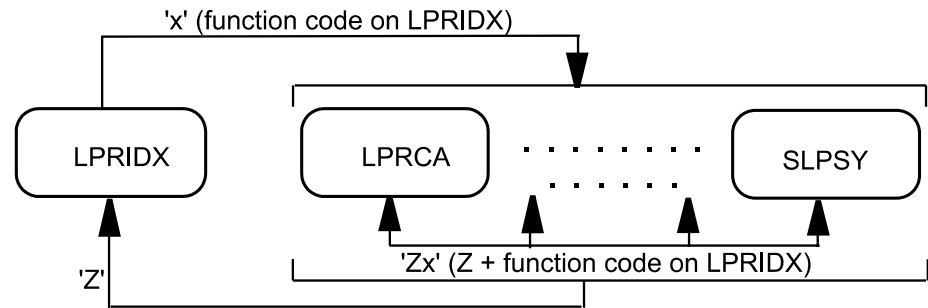 'x' (function code on LPRIDX)
LPRIDX
LPRCA
SLPSY
'Zx' (Z + function code on LPRIDX)
'Z'